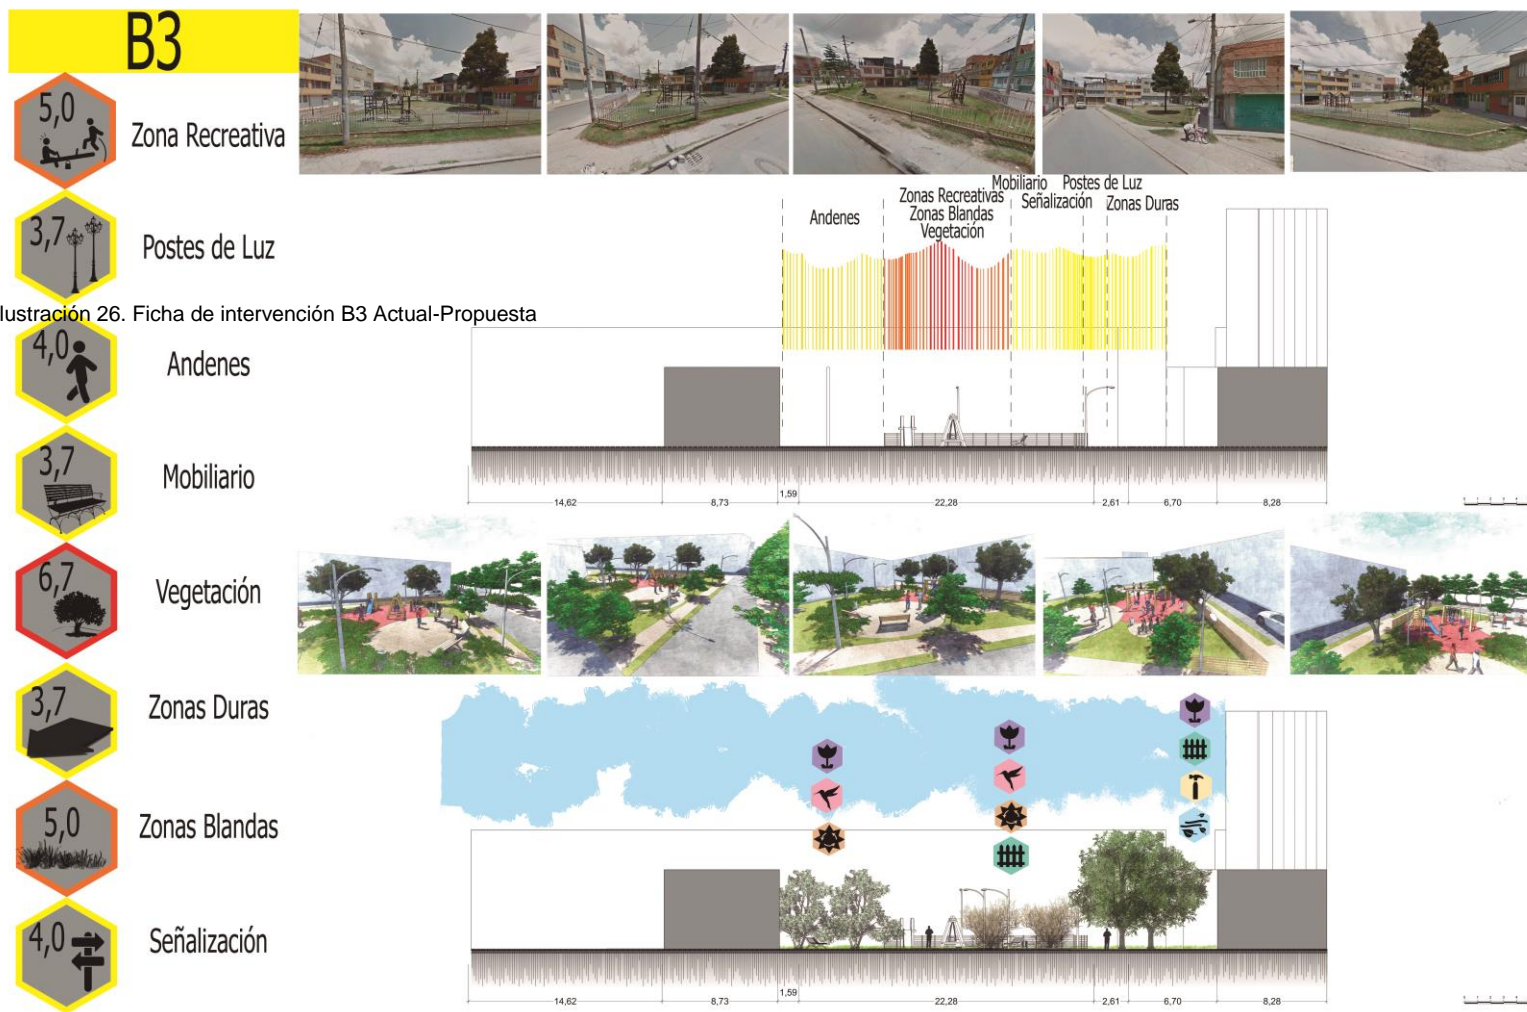 B3
5,0
Zona Recreativa
3,7
Postes de Luz
lustración 26. Ficha de intervención B3 Actual-Propuesta
4,0
Andenes
3,7
Mobiliario
6,7
Vegetación
3,7
Zonas Duras
5,0
Zonas Blandas
4,0
Señalización
Andenes
Zonas Recreativas
Zonas Blandas
Vegetación
Mobiliario
Señalización
Postes de Luz
Zonas Duras
14,62
8,73
1,59
22,28
2,61
6,70
8,28
14,62
8,73
1,59
22,28
2,61
6,70
8,28